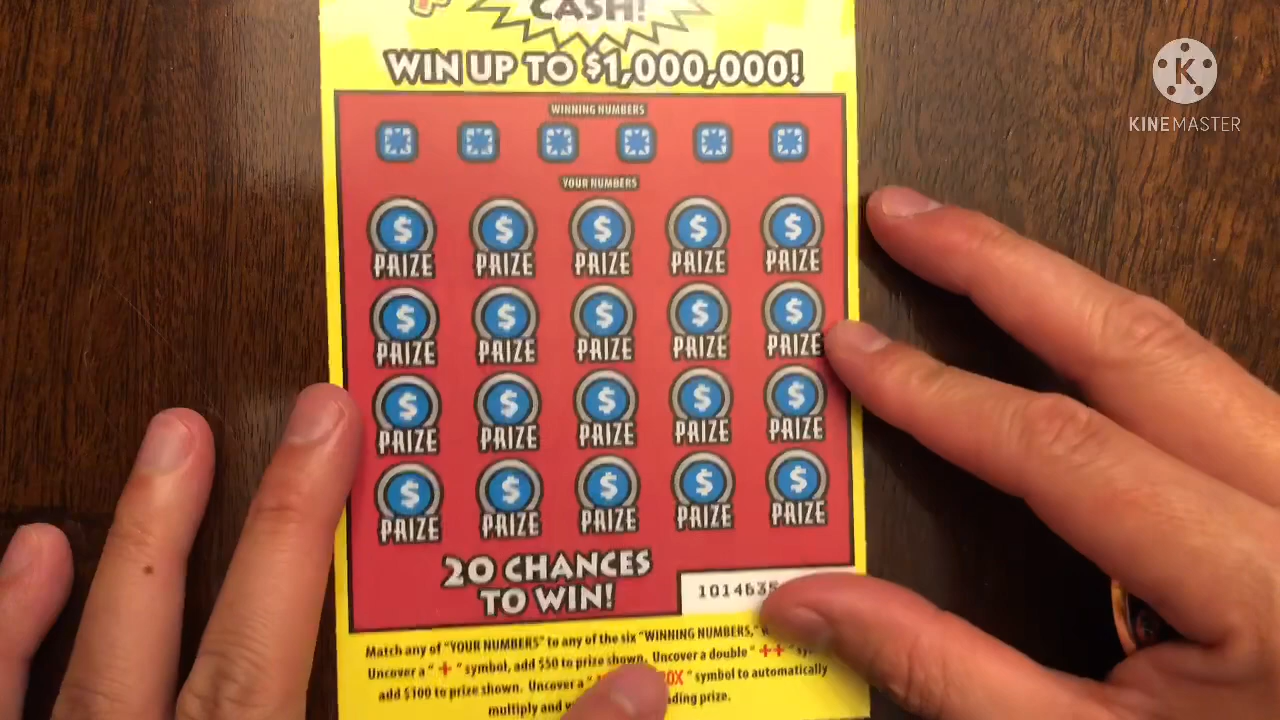 CASH!
WIN UP TO $1,000,000!
KINEMASTER
WINNING NUMBERS
YOUR NUMBERS
$ $ $ $ $
PRIZE PRIZE PRIZE PRIZE PRIZE
$ $ $ $ $
PRIZE PRIZE PRIZE PRIZE PRIZE
$ $ $ $ $
PRIZE PRIZE PRIZE PRIZE PRIZE
$ $ $ $ $
PRIZE PRIZE PRIZE PRIZE PRIZE
20 CHANCES
TO WIN!
1014635
Match any of "YOUR NUMBERS" to any of the six "WINNING NUMBERS,"
Uncover a " + " symbol, add $50 to prize shown. Uncover a double " ++ "
add $100 to prize shown. Uncover a " " symbol to automatically
multiply and prize.